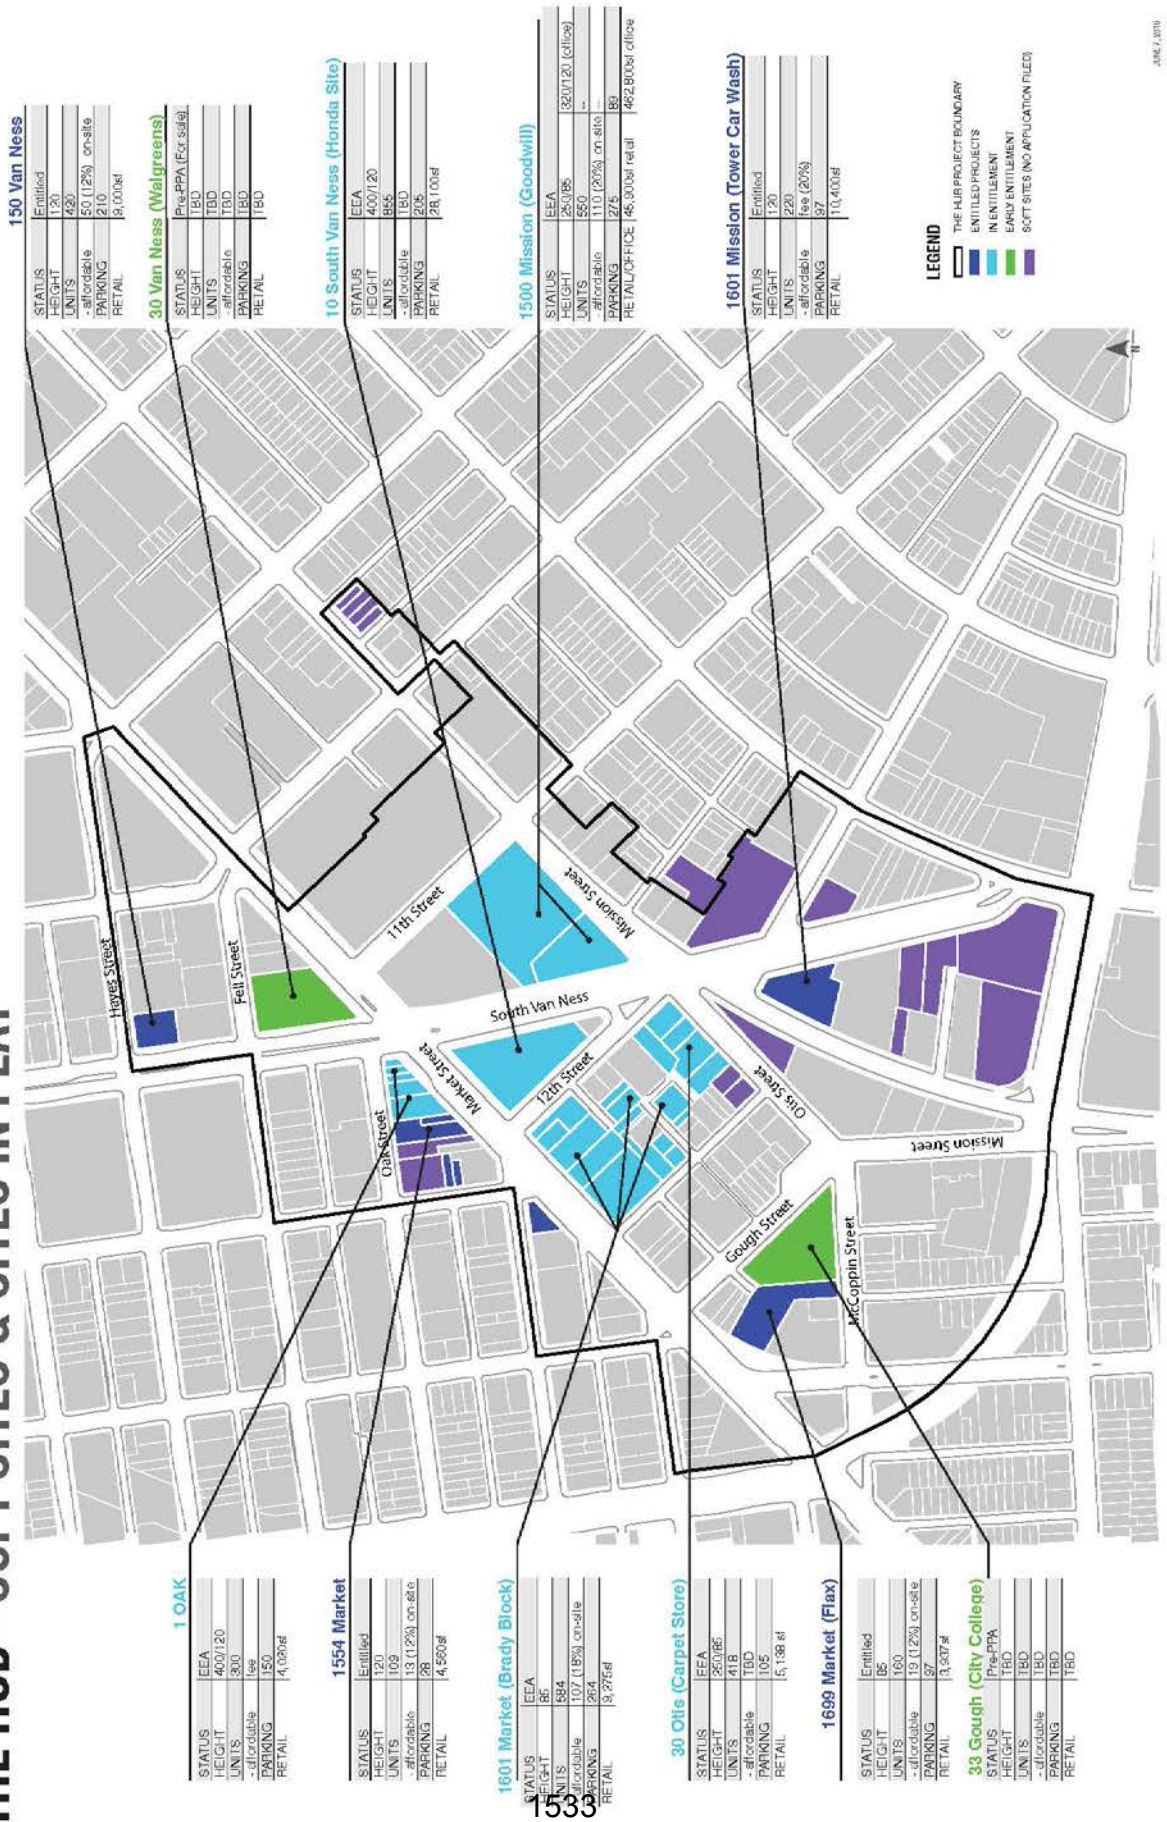 150 Van Ness
STATUS Entitled
HEIGHT 120
UNITS 420
- affordable 50 (12%) on-site
PARKING 210
RETAIL 9,000sf
30 Van Ness (Walgreens)
STATUS Pre-PPA (For sale)
HEIGHT TBD
UNITS TBD
- affordable TBD
PARKING TBD
RETAIL TBD
10 South Van Ness (Honda Site)
STATUS EEA
HEIGHT 400/120
UNITS 855
- affordable TBD
PARKING 205
RETAIL 28,100sf
1500 Mission (Goodwill)
STATUS EEA
HEIGHT 250/85 320/120 (office)
UNITS 550 --
- affordable 110 (20%) on-site --
PARKING 275 89
RETAIL/OFFICE 45,900sf retail 462,800sf office
1601 Mission (Tower Car Wash)
STATUS Entitled
HEIGHT 120
UNITS 220
- affordable fee (20%)
PARKING 97
RETAIL 10,400sf
LEGEND
THE HUB PROJECT BOUNDARY
ENTITLED PROJECTS
IN ENTITLEMENT
EARLY ENTITLEMENT
SOFT SITES (NO APPLICATION FILED)
N
Hayes Street
Fell Street
Oak Street
Market Street
11th Street
South Van Ness
12th Street
Mission Street
Otis Street
Mission Street
Gough Street
McCoppin Street
1 OAK
STATUS EEA
HEIGHT 400/120
UNITS 300
- affordable fee
PARKING 150
RETAIL 4,020sf
1554 Market
STATUS Entitled
HEIGHT 120
UNITS 109
- affordable 13 (12%) on-site
PARKING 28
RETAIL 4,560sf
1601 Market (Brady Block)
STATUS EEA
HEIGHT 85
UNITS 584
- affordable 107 (18%) on-site
PARKING 264
RETAIL 9,275sf
30 Otis (Carpet Store)
STATUS EEA
HEIGHT 250/85
UNITS 418
- affordable TBD
PARKING 105
RETAIL 5,138 sf
1699 Market (Flax)
STATUS Entitled
HEIGHT 85
UNITS 160
- affordable 19 (12%) on-site
PARKING 97
RETAIL 3,937sf
33 Gough (City College)
STATUS Pre-PPA
HEIGHT TBD
UNITS TBD
- affordable TBD
PARKING TBD
RETAIL TBD
1533